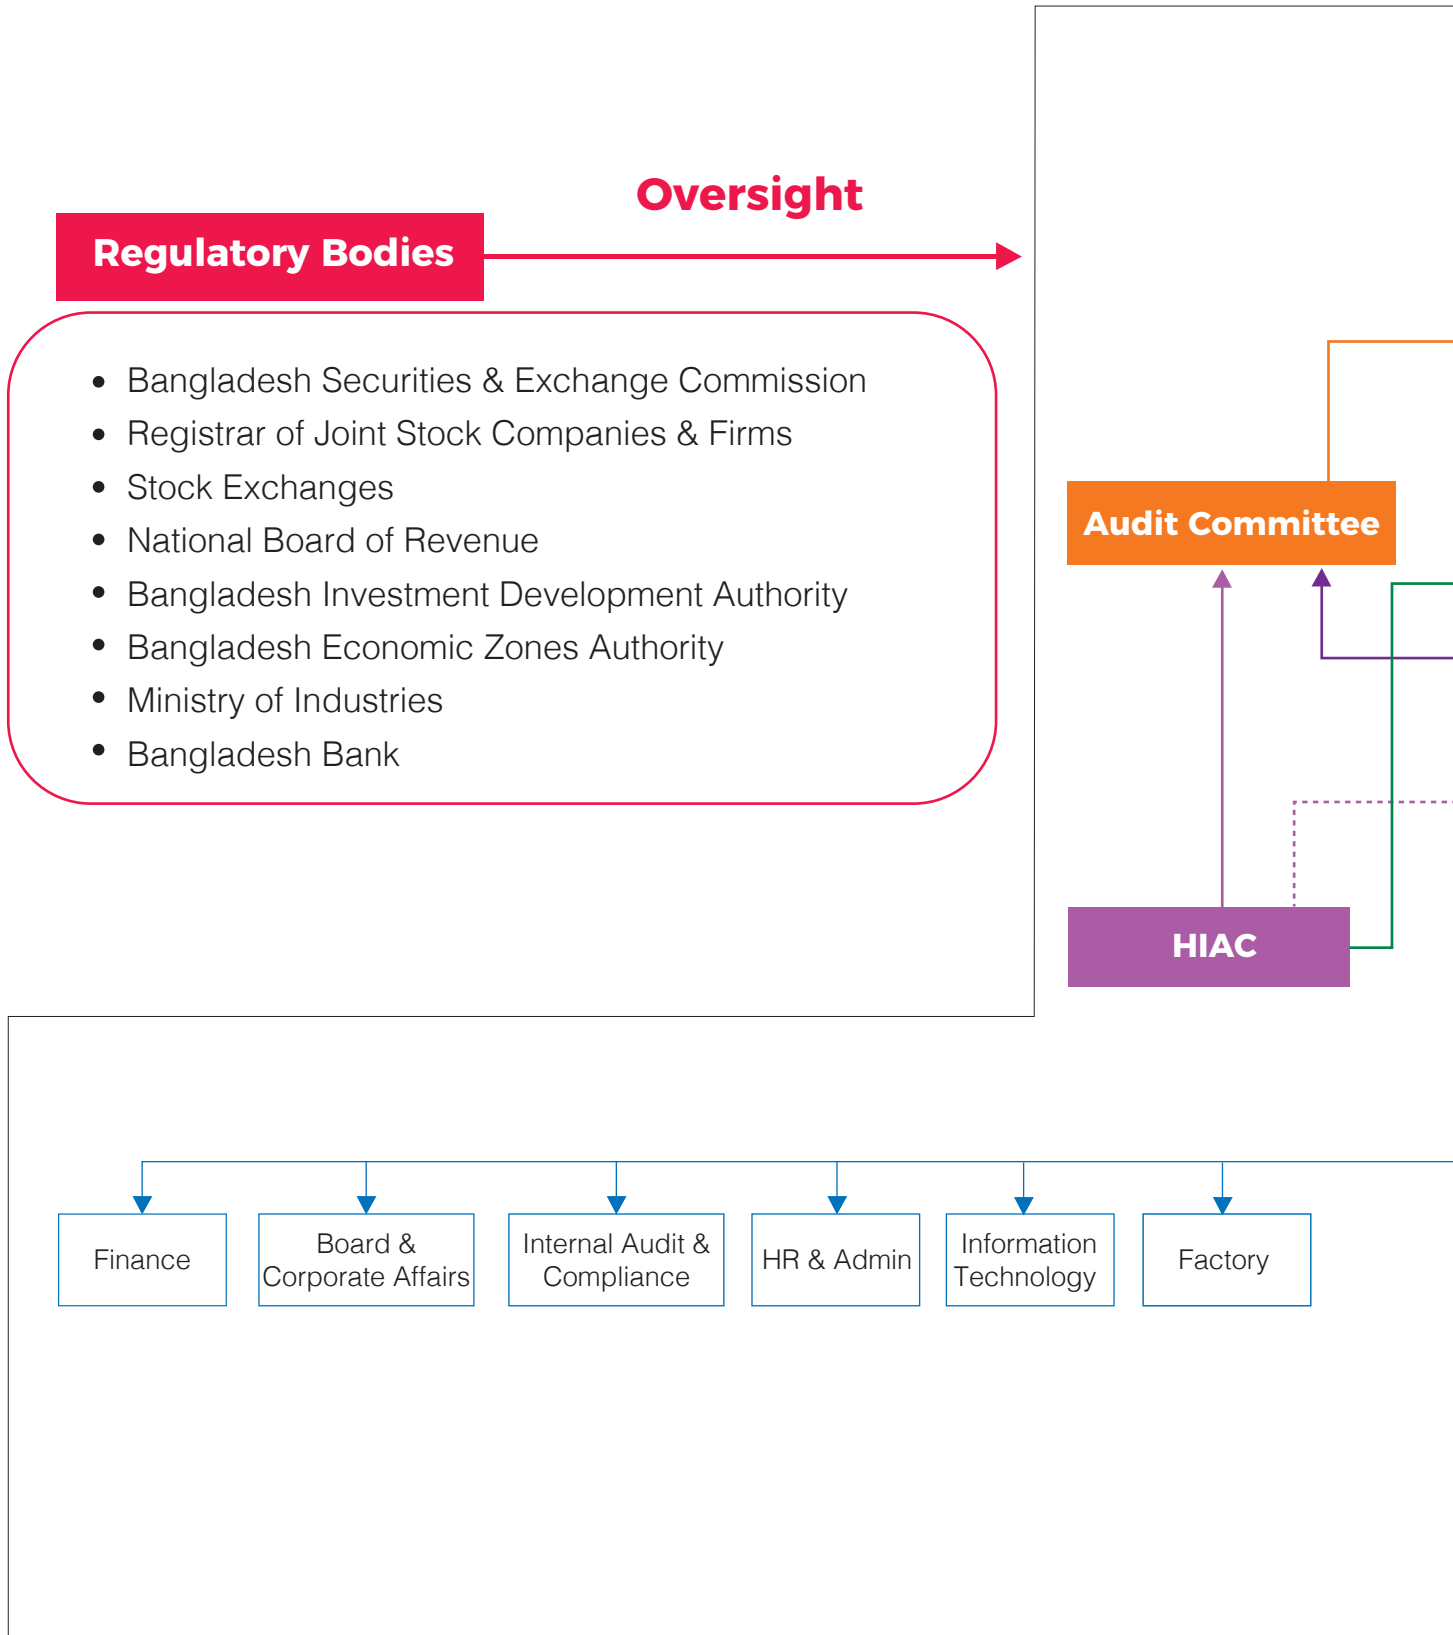 Oversight
Regulatory Bodies
• Bangladesh Securities & Exchange Commission
• Registrar of Joint Stock Companies & Firms
• Stock Exchanges
• National Board of Revenue
• Bangladesh Investment Development Authority
• Bangladesh Economic Zones Authority
• Ministry of Industries
• Bangladesh Bank
Audit Committee
HIAC
Finance
Board &
Corporate Affairs
Internal Audit &
Compliance
HR & Admin
Information
Technology
Factory